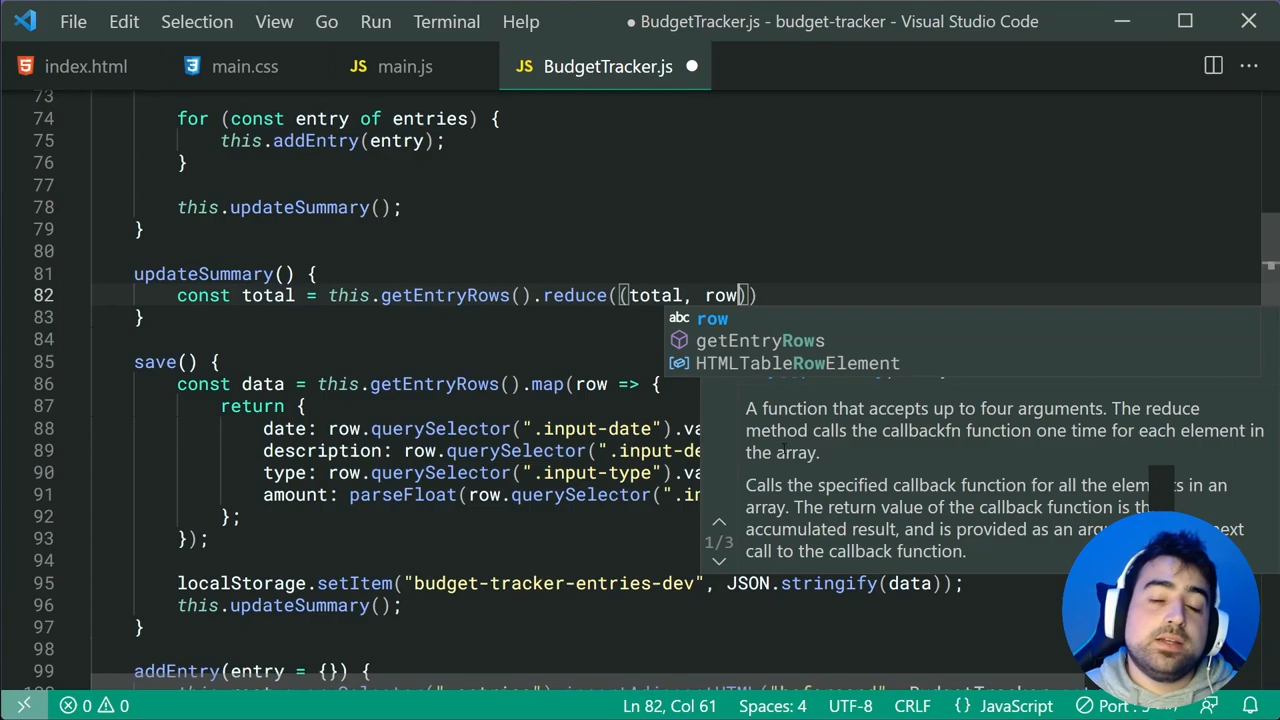 File Edit Selection View Go Run Terminal Help ● BudgetTracker.js - budget-tracker - Visual Studio Code
index.html main.css JS main.js JS BudgetTracker.js
73
74 for (const entry of entries) {
75 this.addEntry(entry);
76 }
77
78 this.updateSummary();
79 }
80
81 updateSummary() {
82 const total = this.getEntryRows().reduce((total, row))
83 }
abc row
getEntryRows
HTMLTableRowElement
84
85 save() {
86 const data = this.getEntryRows().map(row => {
87 return {
88 date: row.querySelector(".input-date").va
89 description: row.querySelector(".input-de
90 type: row.querySelector(".input-type").va
91 amount: parseFloat(row.querySelector(".in
92 };
93 });
94
A function that accepts up to four arguments. The reduce
method calls the callbackfn function one time for each element in
the array.
Calls the specified callback function for all the elements in an
array. The return value of the callback function is the
1/3
accumulated result, and is provided as an next
call to the callback function.
95 localStorage.setItem("budget-tracker-entries-dev", JSON.stringify(data));
96 this.updateSummary();
97 }
98
99 addEntry(entry = {}) {
0 0 Ln 82, Col 61 Spaces: 4 UTF-8 CRLF {} JavaScript Port :